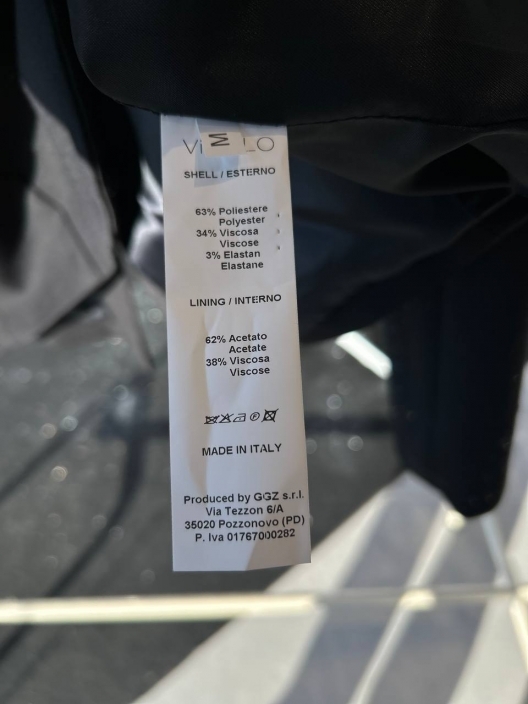 M
SHELL / ESTERNO
63% Poliestere
Polyester
34% Viscosa
Viscose
3% Elastan
Elastane
LINING / INTERNO
62% Acetato
Acetate
38% Viscosa
Viscose
MADE IN ITALY
Produced by GGZ s.r.l.
Via Tezzon 6/A
35020 Pozzonovo (PD)
P. Iva 01767000282